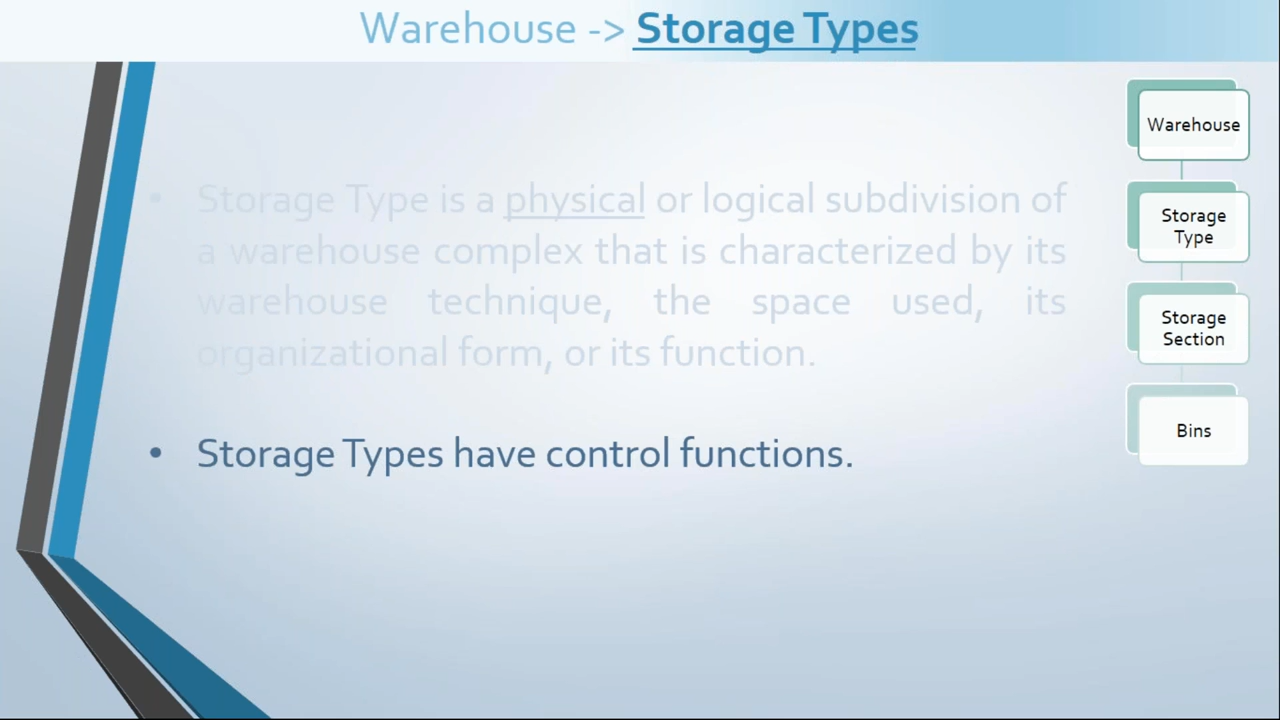 Warehouse -> Storage Types
• Storage Type is a physical or logical subdivision of
a warehouse complex that is characterized by its
warehouse technique, the space used, its
organizational form, or its function.
• Storage Types have control functions.
Warehouse
Storage
Type
Storage
Section
Bins